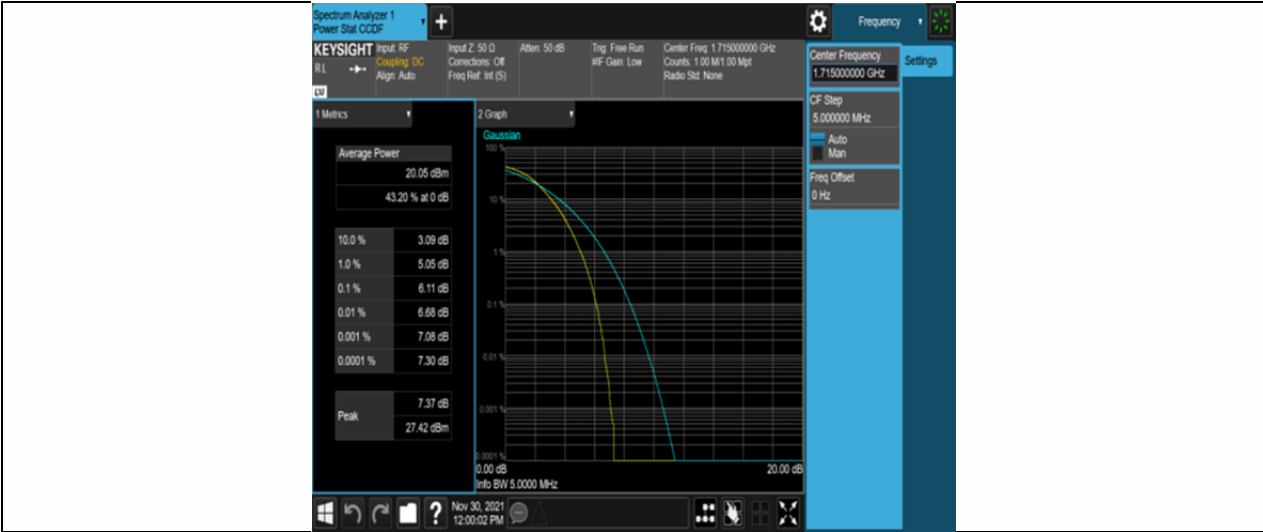 Spectrum Analyzer 1
Power Stat CCDF
+
Frequency
KEYSIGHT
RL
LV
Input: RF
Coupling: DC
Align: Auto
Input Z: 50 Ω
Corrections: Off
Freq Ref: Int (S)
Atten: 50 dB
Trig: Free Run
#IF Gain: Low
Center Freq: 1.715000000 GHz
Counts: 1.00 M/1.00 Mpt
Radio Std: None
Center Frequency
1.715000000 GHz
Settings
CF Step
5.000000 MHz
Auto
Man
Freq Offset
0 Hz
1 Metrics
Average Power
20.05 dBm
43.20 % at 0 dB
10.0 % 3.09 dB
1.0 % 5.05 dB
0.1 % 6.11 dB
0.01 % 6.68 dB
0.001 % 7.08 dB
0.0001 % 7.30 dB
Peak
7.37 dB
27.42 dBm
2 Graph
Gaussian
100 %
10 %
1 %
0.1 %
0.01 %
0.001 %
0.0001 %
0.00 dB 20.00 dB
Info BW 5.0000 MHz
?
Nov 30, 2021
12:00:02 PM